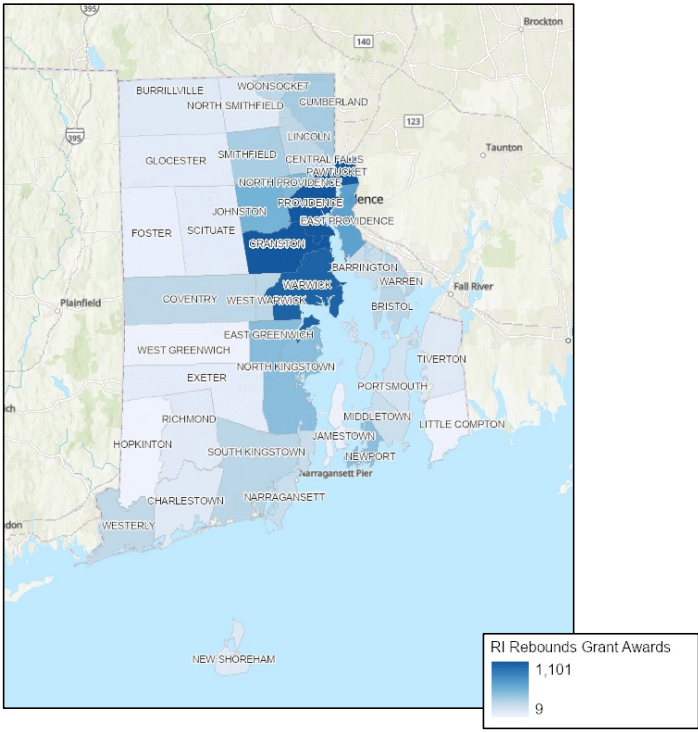 395
Brockton
140
BURRILLVILLE
WOONSOCKET
NORTH SMITHFIELD
CUMBERLAND
395
123
LINCOLN
Taunton
GLOCESTER
SMITHFIELD
CENTRAL FALLS
PAWTUCKET
NORTH PROVIDENCE
PROVIDENCE
lence
JOHNSTON
EAST PROVIDENCE
FOSTER
SCITUATE
CRANSTON
BARRINGTON
WARREN
WARWICK
Fall River
Plainfield
COVENTRY
WEST WARWICK
BRISTOL
EAST GREENWICH
WEST GREENWICH
TIVERTON
NORTH KINGSTOWN
EXETER
PORTSMOUTH
ich
RICHMOND
MIDDLETOWN
LITTLE COMPTON
HOPKINTON
JAMESTOWN
SOUTH KINGSTOWN
NEWPORT
Narragansett Pier
CHARLESTOWN
NARRAGANSETT
don
WESTERLY
NEW SHOREHAM
RI Rebounds Grant Awards
1,101
9